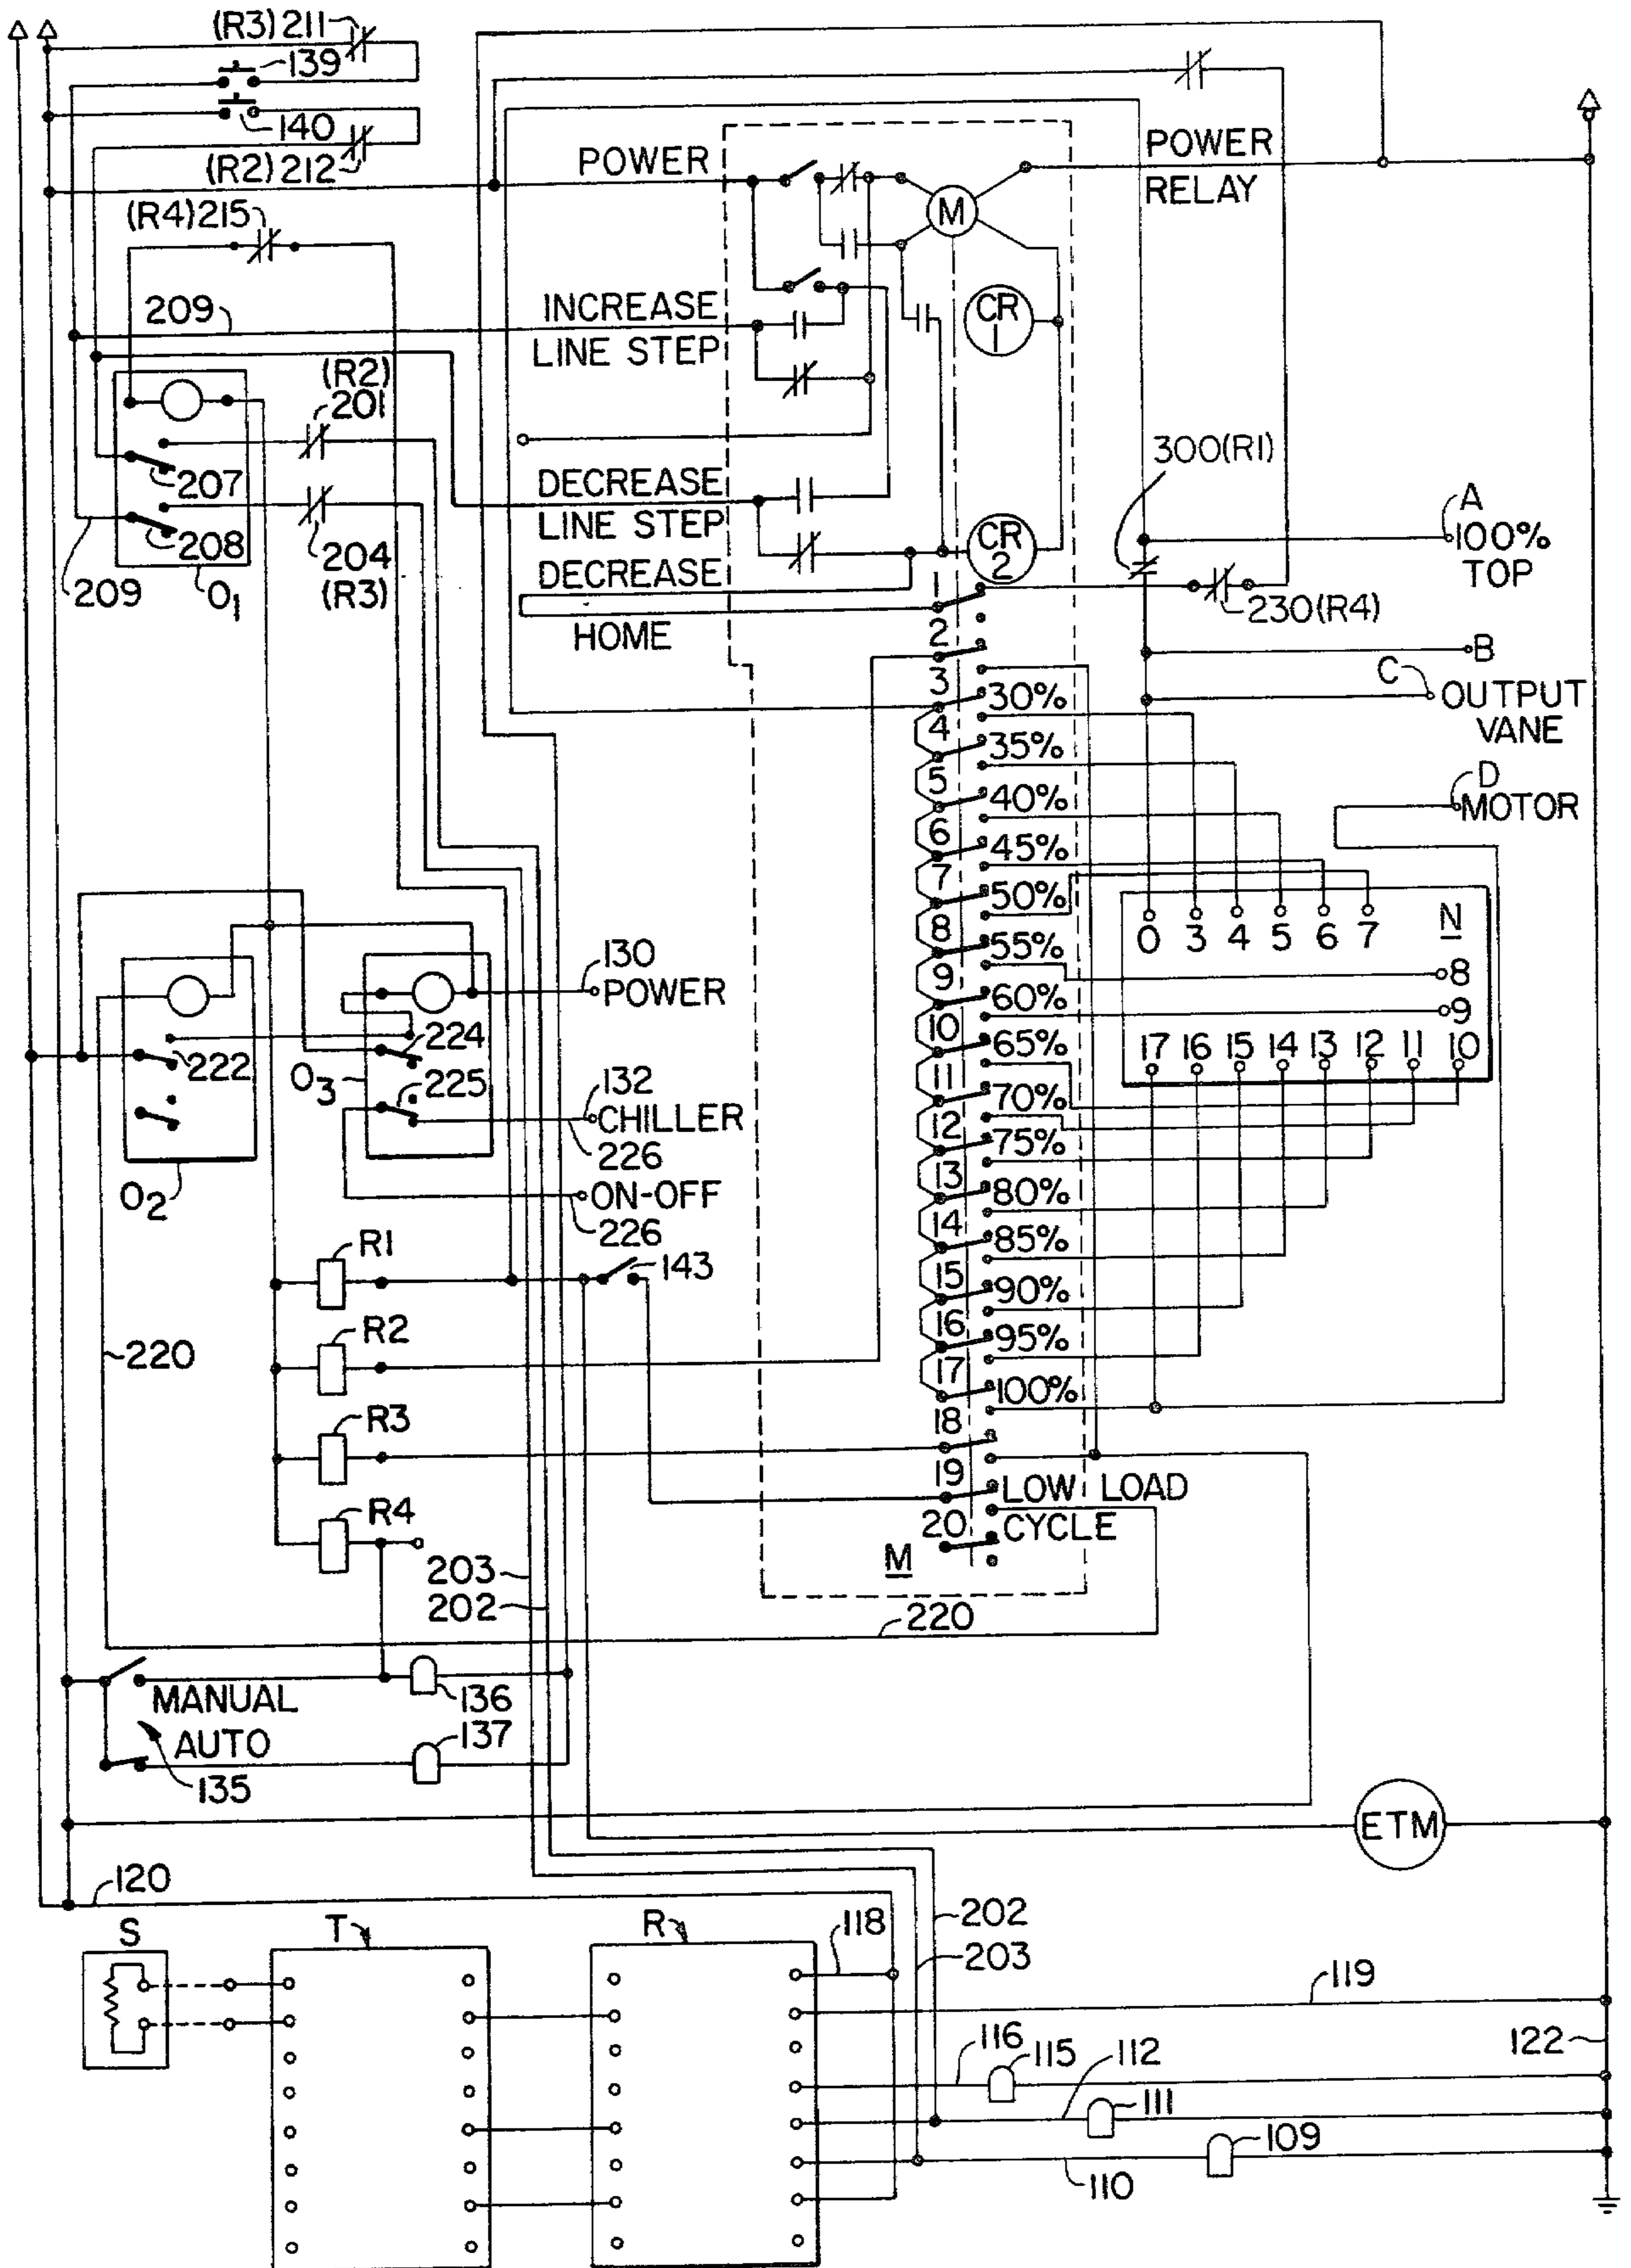 (R3) 211
139
140
(R2) 212
POWER
POWER
RELAY
M
(R4) 215
209
INCREASE
LINE STEP
CR
1
(R2)
201
207
DECREASE
LINE STEP
300(R1)
A
100%
TOP
208
204
(R3)
CR
2
209
O1
DECREASE
HOME
230(R4)
B
C
OUTPUT
VANE
D
MOTOR
1
2
3
30%
4
35%
5
40%
6
45%
7
50%
8
55%
9
60%
10
65%
11
70%
12
75%
13
80%
14
85%
15
90%
16
95%
17
100%
18
19
LOW LOAD
20
CYCLE
M
0 3 4 5 6 7
N
8
9
17 16 15 14 13 12 11 10
130
POWER
222
224
O3
225
132
CHILLER
226
O2
ON-OFF
226
R1
143
R2
220
R3
R4
203
202
220
MANUAL
136
AUTO
137
135
ETM
120
S
T
R
118
202
203
119
122
116
115
112
111
109
110